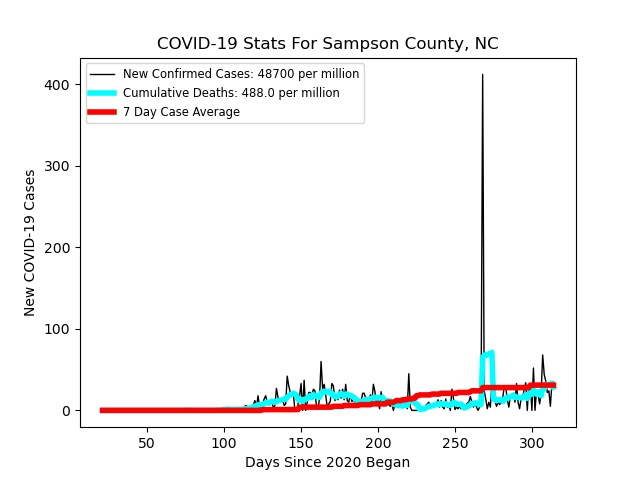 COVID-19 Stats For Sampson County, NC
New Confirmed Cases: 48700 per million
Cumulative Deaths: 488.0 per million
7 Day Case Average
400
300
200
100
0
New COVID-19 Cases
50 100 150 200 250 300
Days Since 2020 Began